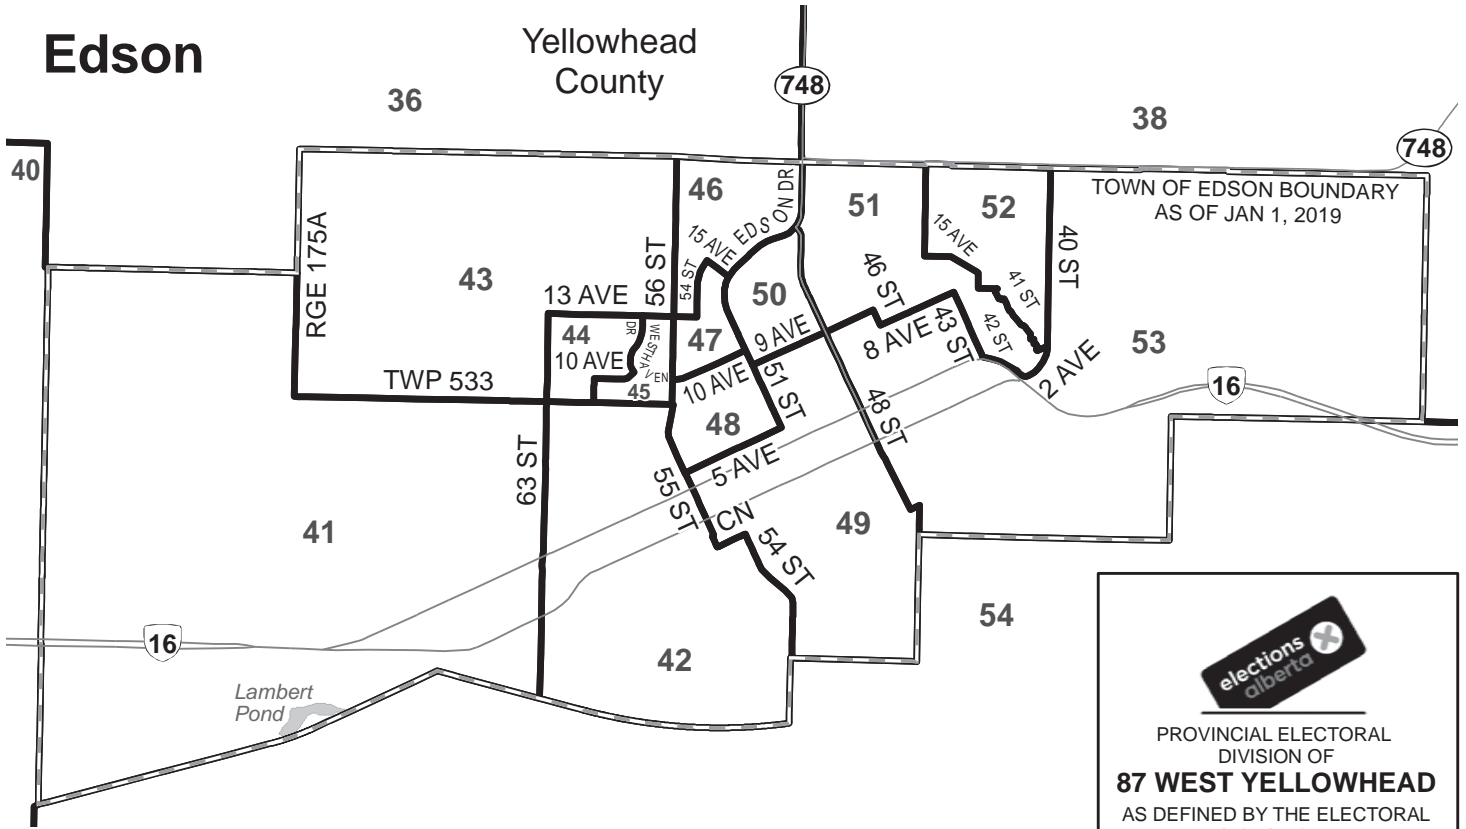 Edson
Yellowhead
County
748
36
38
748
40
TOWN OF EDSON BOUNDARY
AS OF JAN 1, 2019
46
EDSON DR
51
52
15 AVE
15 AVE
40 ST
RGE 175A
43
56 ST
54 ST
46 ST
41 ST
50
13 AVE
44
DR
WESTHAVEN
47
9 AVE
8 AVE
43 ST
42 ST
53
10 AVE
TWP 533
45
10 AVE
51 ST
2 AVE
16
48
48 ST
63 ST
5 AVE
55 ST
CN
41
54 ST
49
54
16
42
Lambert
Pond
elections
alberta
PROVINCIAL ELECTORAL
DIVISION OF
87 WEST YELLOWHEAD
AS DEFINED BY THE ELECTORAL